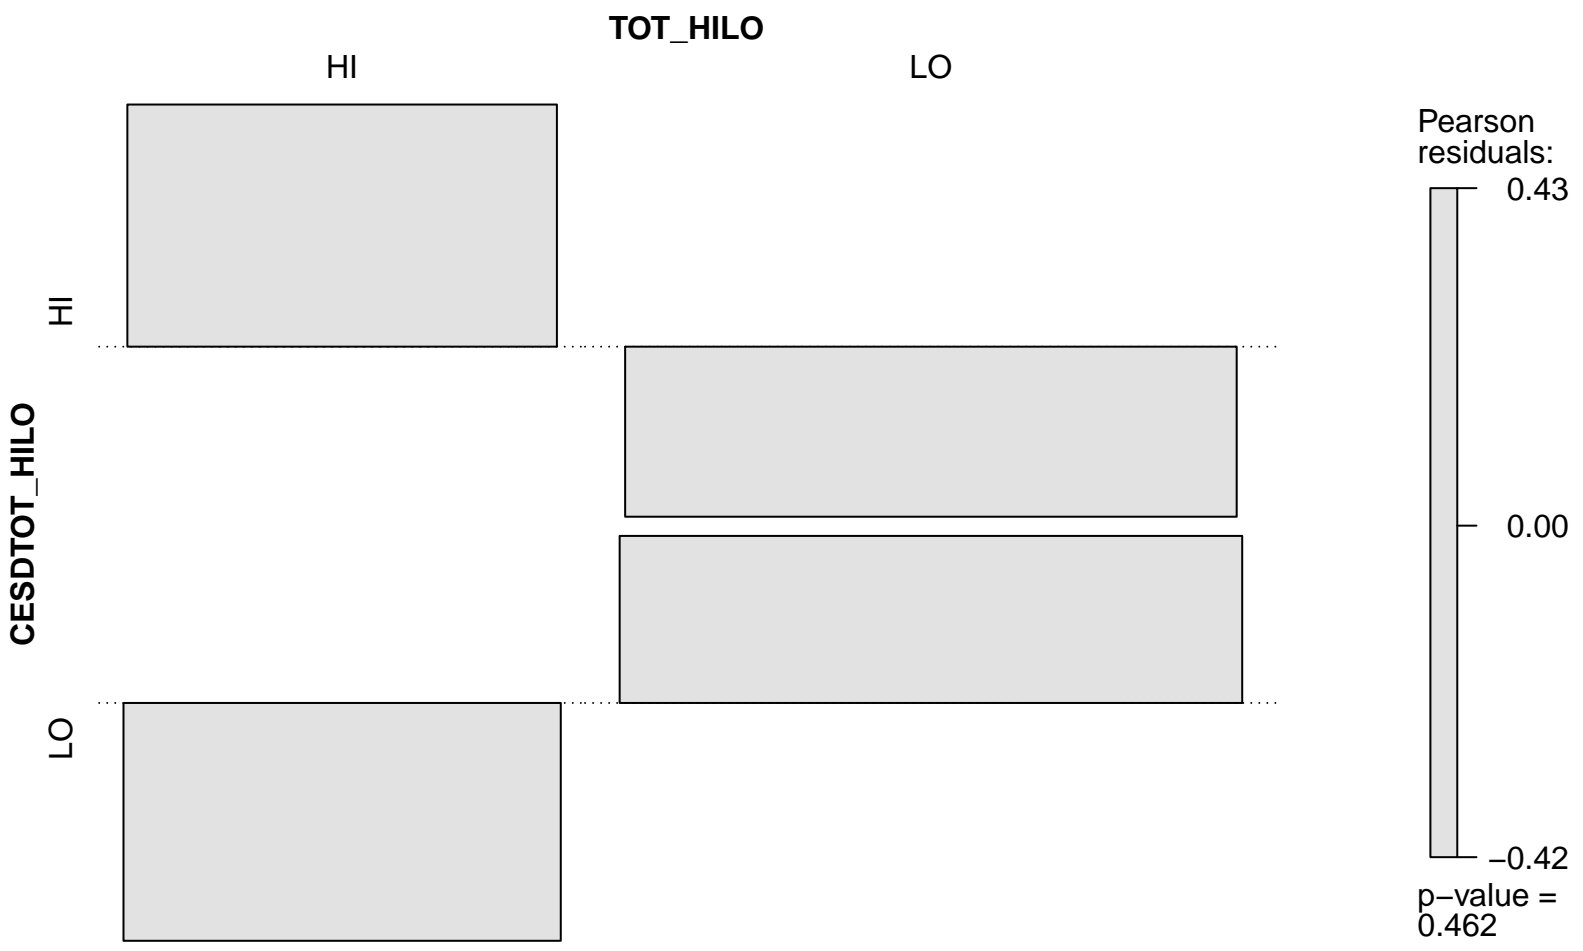 TOT_HILO
HI LO
CESDTOT_HILO
HI
LO
Pearson
residuals:
0.43
0.00
−0.42
p−value =
0.462